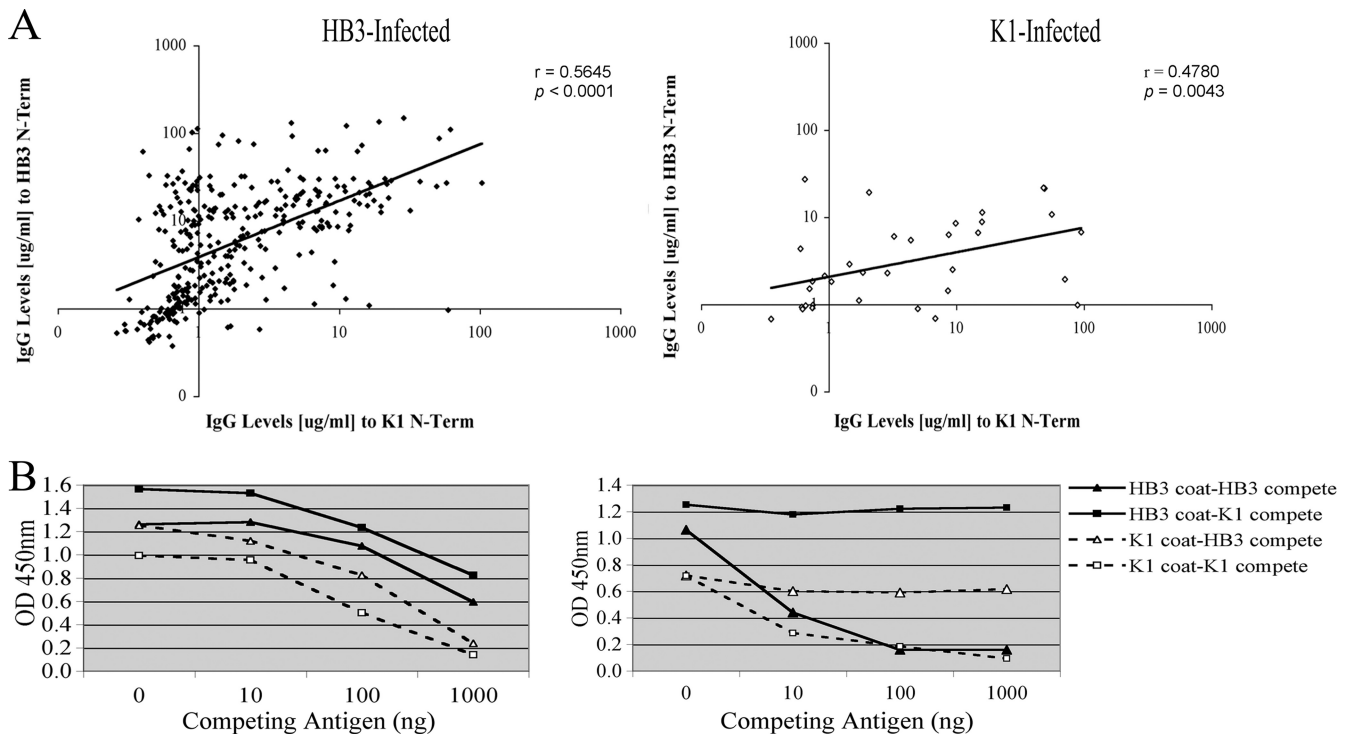 A
HB3-Infected
K1-Infected
r = 0.5645
p < 0.0001
r = 0.4780
p = 0.0043
IgG Levels [ug/ml] to HB3 N-Term
1000
100
10
1
0
0
1
10
100
1000
IgG Levels [ug/ml] to K1 N-Term
IgG Levels [ug/ml] to HB3 N-Term
1000
100
10
1
0
0
1
10
100
1000
IgG Levels [ug/ml] to K1 N-Term
B
OD 450nm
1.6
1.4
1.2
1.0
0.8
0.6
0.4
0.2
0.0
0
10
100
1000
Competing Antigen (ng)
OD 450nm
1.4
1.2
1.0
0.8
0.6
0.4
0.2
0.0
0
10
100
1000
Competing Antigen (ng)
HB3 coat-HB3 compete
HB3 coat-K1 compete
K1 coat-HB3 compete
K1 coat-K1 compete